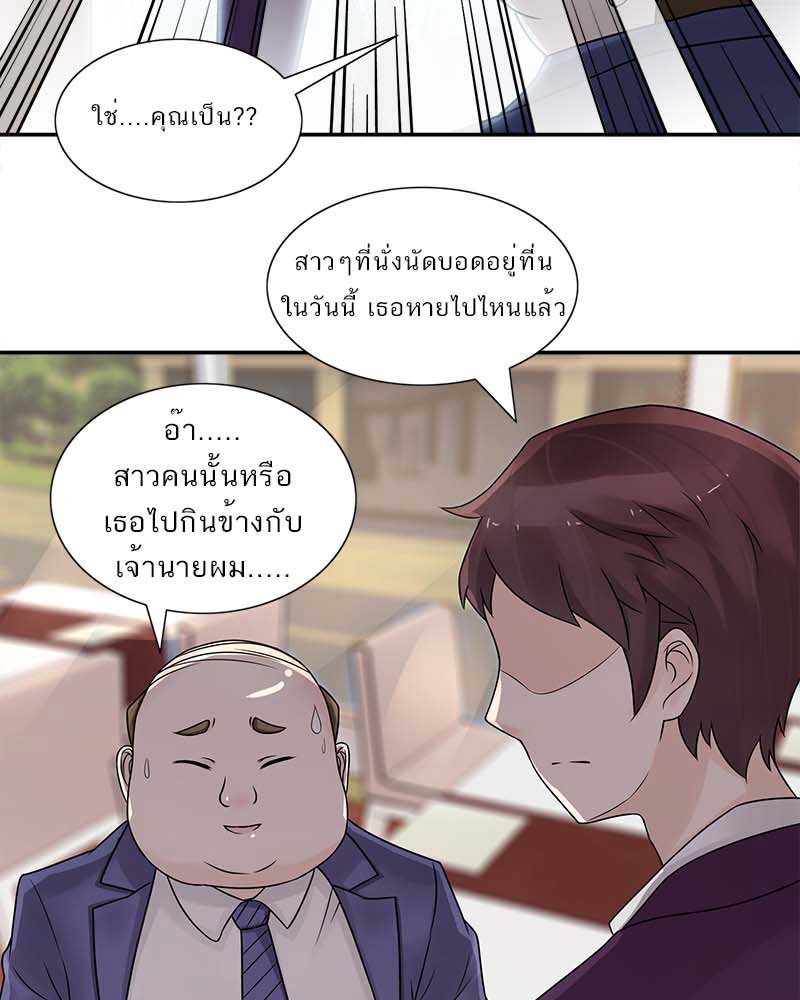 ใช่....คุณเป็น??
สาวๆที่นั่งนัดบอดอยู่ที่น
ในวันนี้ เธอหายไปไหนแล้ว
อ๊า.....
สาวคนนั้นหรือ
เธอไปกินข้างกับ
เจ้านายผม.....